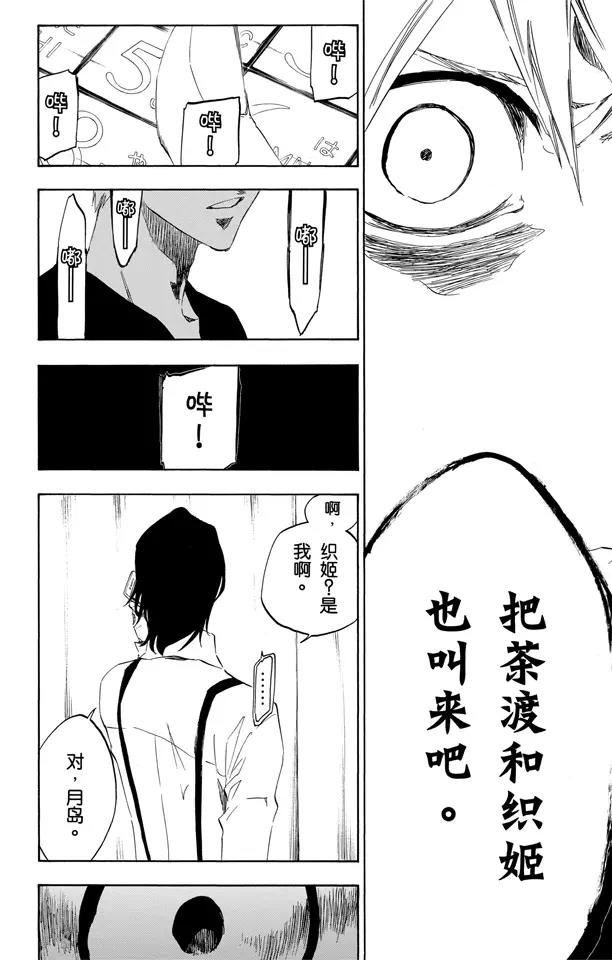 把茶渡和织姬
也叫来吧。
哔！
哔！
哔！
嘟——
嘟——
嘟——
哔！
啊，
织姬？是
我啊。
……
对，月岛。